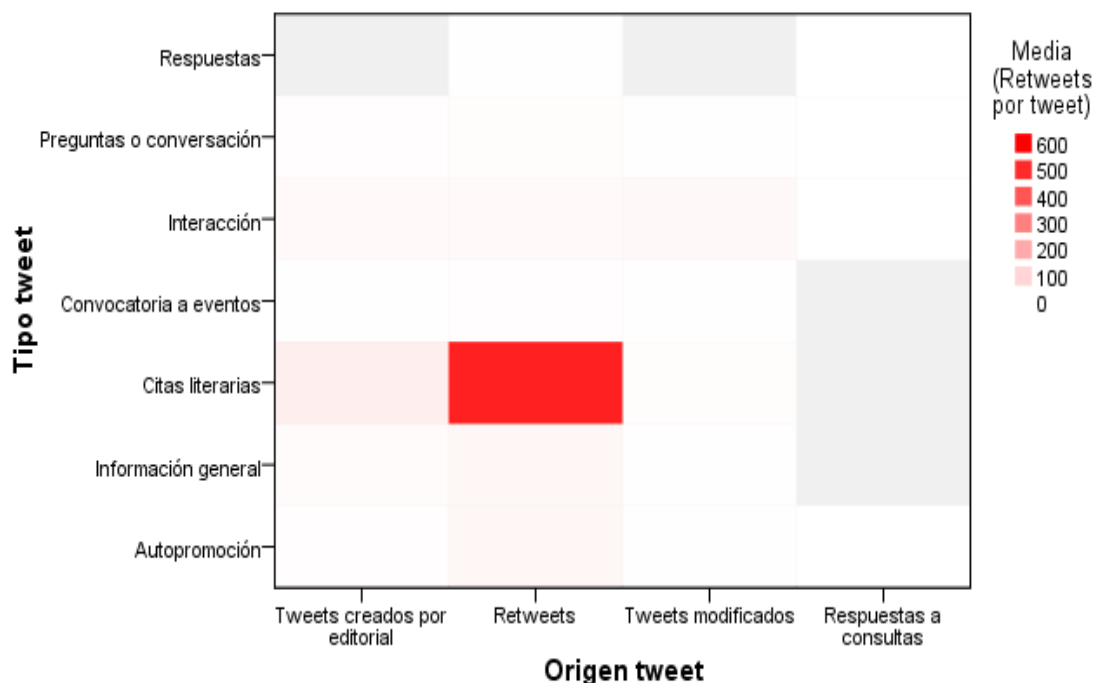 Respuestas
Preguntas o conversación
Interacción
Convocatoria a eventos
Citas literarias
Información general
Autopromoción
Tipo tweet
Tweets creados por
editorial
Retweets
Tweets modificados
Respuestas a
consultas
Origen tweet
Media
(Retweets
por tweet)
600
500
400
300
200
100
0